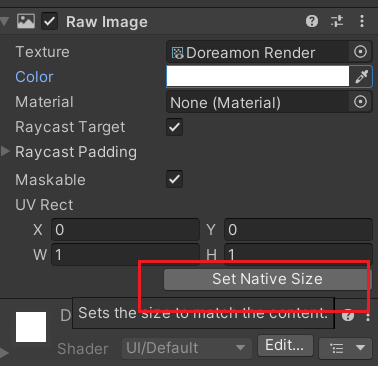 Raw Image
Texture Doreamon Render
Color
Material None (Material)
Raycast Target
Raycast Padding
Maskable
UV Rect
X 0 Y 0
W 1 H 1
Set Native Size
D Sets the size to match the content.
Shader UI/Default Edit...